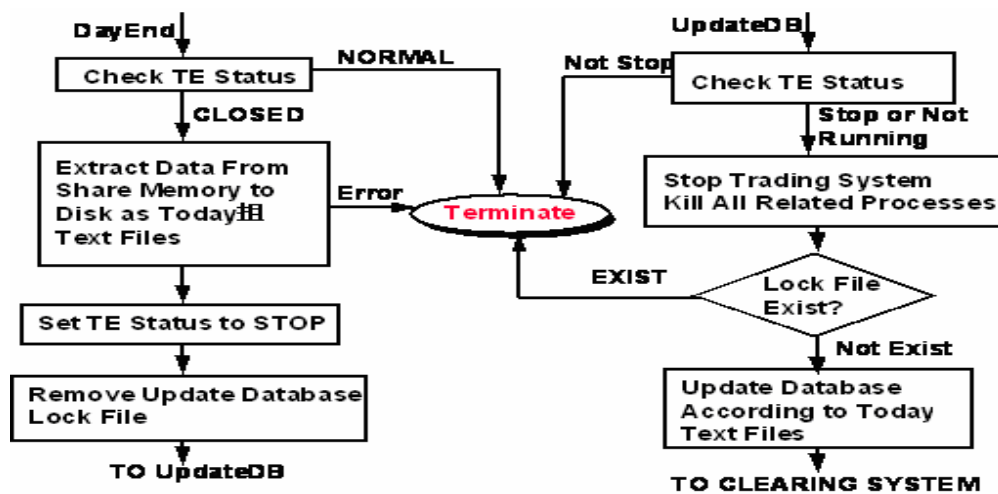 DayEnd
Check TE Status
NORMAL
CLOSED
Extract Data From
Share Memory to
Disk as Today抯
Text Files
Error
Set TE Status to STOP
Remove Update Database
Lock File
TO UpdateDB
Terminate
UpdateDB
Not Stop
Check TE Status
Stop or Not
Running
Stop Trading System
Kill All Related Processes
EXIST
Lock File
Exist?
Not Exist
Update Database
According to Today
Text Files
TO CLEARING SYSTEM